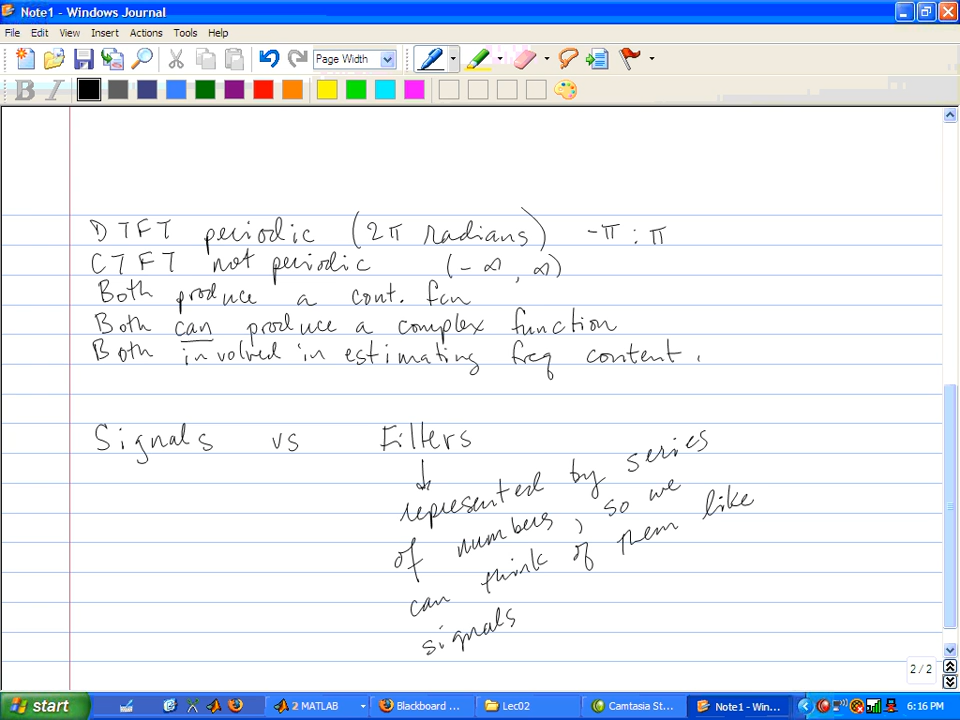 Note1 - Windows Journal
File Edit View Insert Actions Tools Help
Page Width
B I
DTFT periodic (2π radians) -π : π
CTFT not periodic (-∞, ∞)
Both produce a cont. fcn
Both can produce a complex function
Both involved in estimating freq content.
Signals vs Filters
↓
represented by series
of numbers, so we
can think of them like
signals
2 / 2
start 2 MATLAB Blackboard ... Lec02 Camtasia St... Note1 - Windows Jo... 6:16 PM